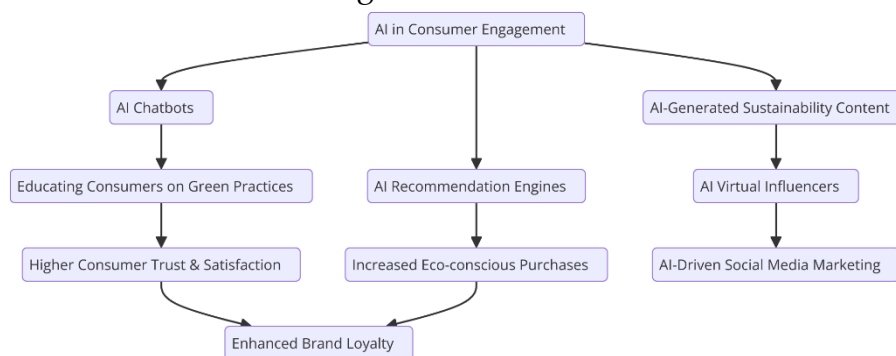 AI in Consumer Engagement
AI Chatbots
AI-Generated Sustainability Content
Educating Consumers on Green Practices
AI Recommendation Engines
AI Virtual Influencers
Higher Consumer Trust & Satisfaction
Increased Eco-conscious Purchases
AI-Driven Social Media Marketing
Enhanced Brand Loyalty